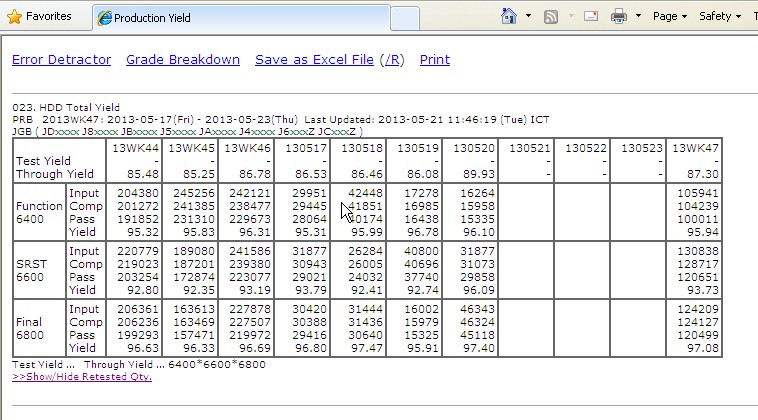 Favorites Production Yield Page Safety T
Error Detractor Grade Breakdown Save as Excel File (/R) Print
023. HDD Total Yield
PRB 2013WK47: 2013-05-17(Fri) - 2013-05-23(Thu) Last Updated: 2013-05-21 11:46:19 (Tue) ICT
JGB ( JDxxxx J8xxxx JBxxxx J5xxxx JAxxxx J4xxxx J6xxxZ JCxxxZ )
13WK44 13WK45 13WK46 130517 130518 130519 130520 130521 130522 130523 13WK47
Test Yield - - - - - - - - - - -
Through Yield 85.48 85.25 86.78 86.53 86.46 86.08 89.93 - - - 87.30
Function 6400 Input 204380 245256 242121 29951 42448 17278 16264 105941
Comp 201272 241385 238477 29445 41851 16985 15958 104239
Pass 191852 231310 229673 28064 40174 16438 15335 100011
Yield 95.32 95.83 96.31 95.31 95.99 96.78 96.10 95.94
SRST 6600 Input 220779 189080 241586 31877 26284 40800 31877 130838
Comp 219023 187201 239380 30943 26005 40696 31073 128717
Pass 203254 172874 223077 29021 24032 37740 29858 120651
Yield 92.80 92.35 93.19 93.79 92.41 92.74 96.09 93.73
Final 6800 Input 206361 163613 227878 30420 31444 16002 46343 124209
Comp 206236 163469 227507 30388 31436 15979 46324 124127
Pass 199293 157471 219972 29416 30640 15325 45118 120499
Yield 96.63 96.33 96.69 96.80 97.47 95.91 97.40 97.08
Test Yield ... Through Yield ... 6400*6600*6800
>>Show/Hide Retested Qty.